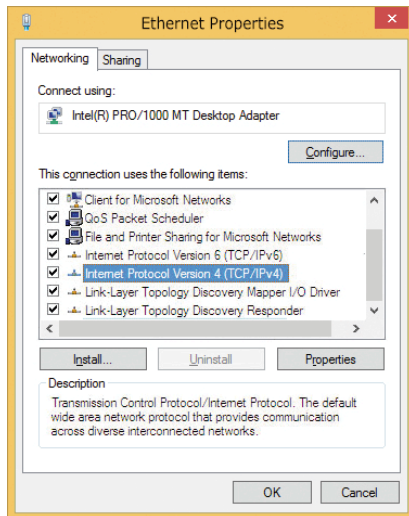 Ethernet Properties
Networking
Sharing
Connect using:
Intel(R) PRO/1000 MT Desktop Adapter
Configure...
This connection uses the following items:
Client for Microsoft Networks
QoS Packet Scheduler
File and Printer Sharing for Microsoft Networks
Internet Protocol Version 6 (TCP/IPv6)
Internet Protocol Version 4 (TCP/IPv4)
Link-Layer Topology Discovery Mapper I/O Driver
Link-Layer Topology Discovery Responder
Install...
Uninstall
Properties
Description
Transmission Control Protocol/Internet Protocol. The default
wide area network protocol that provides communication
across diverse interconnected networks.
OK
Cancel